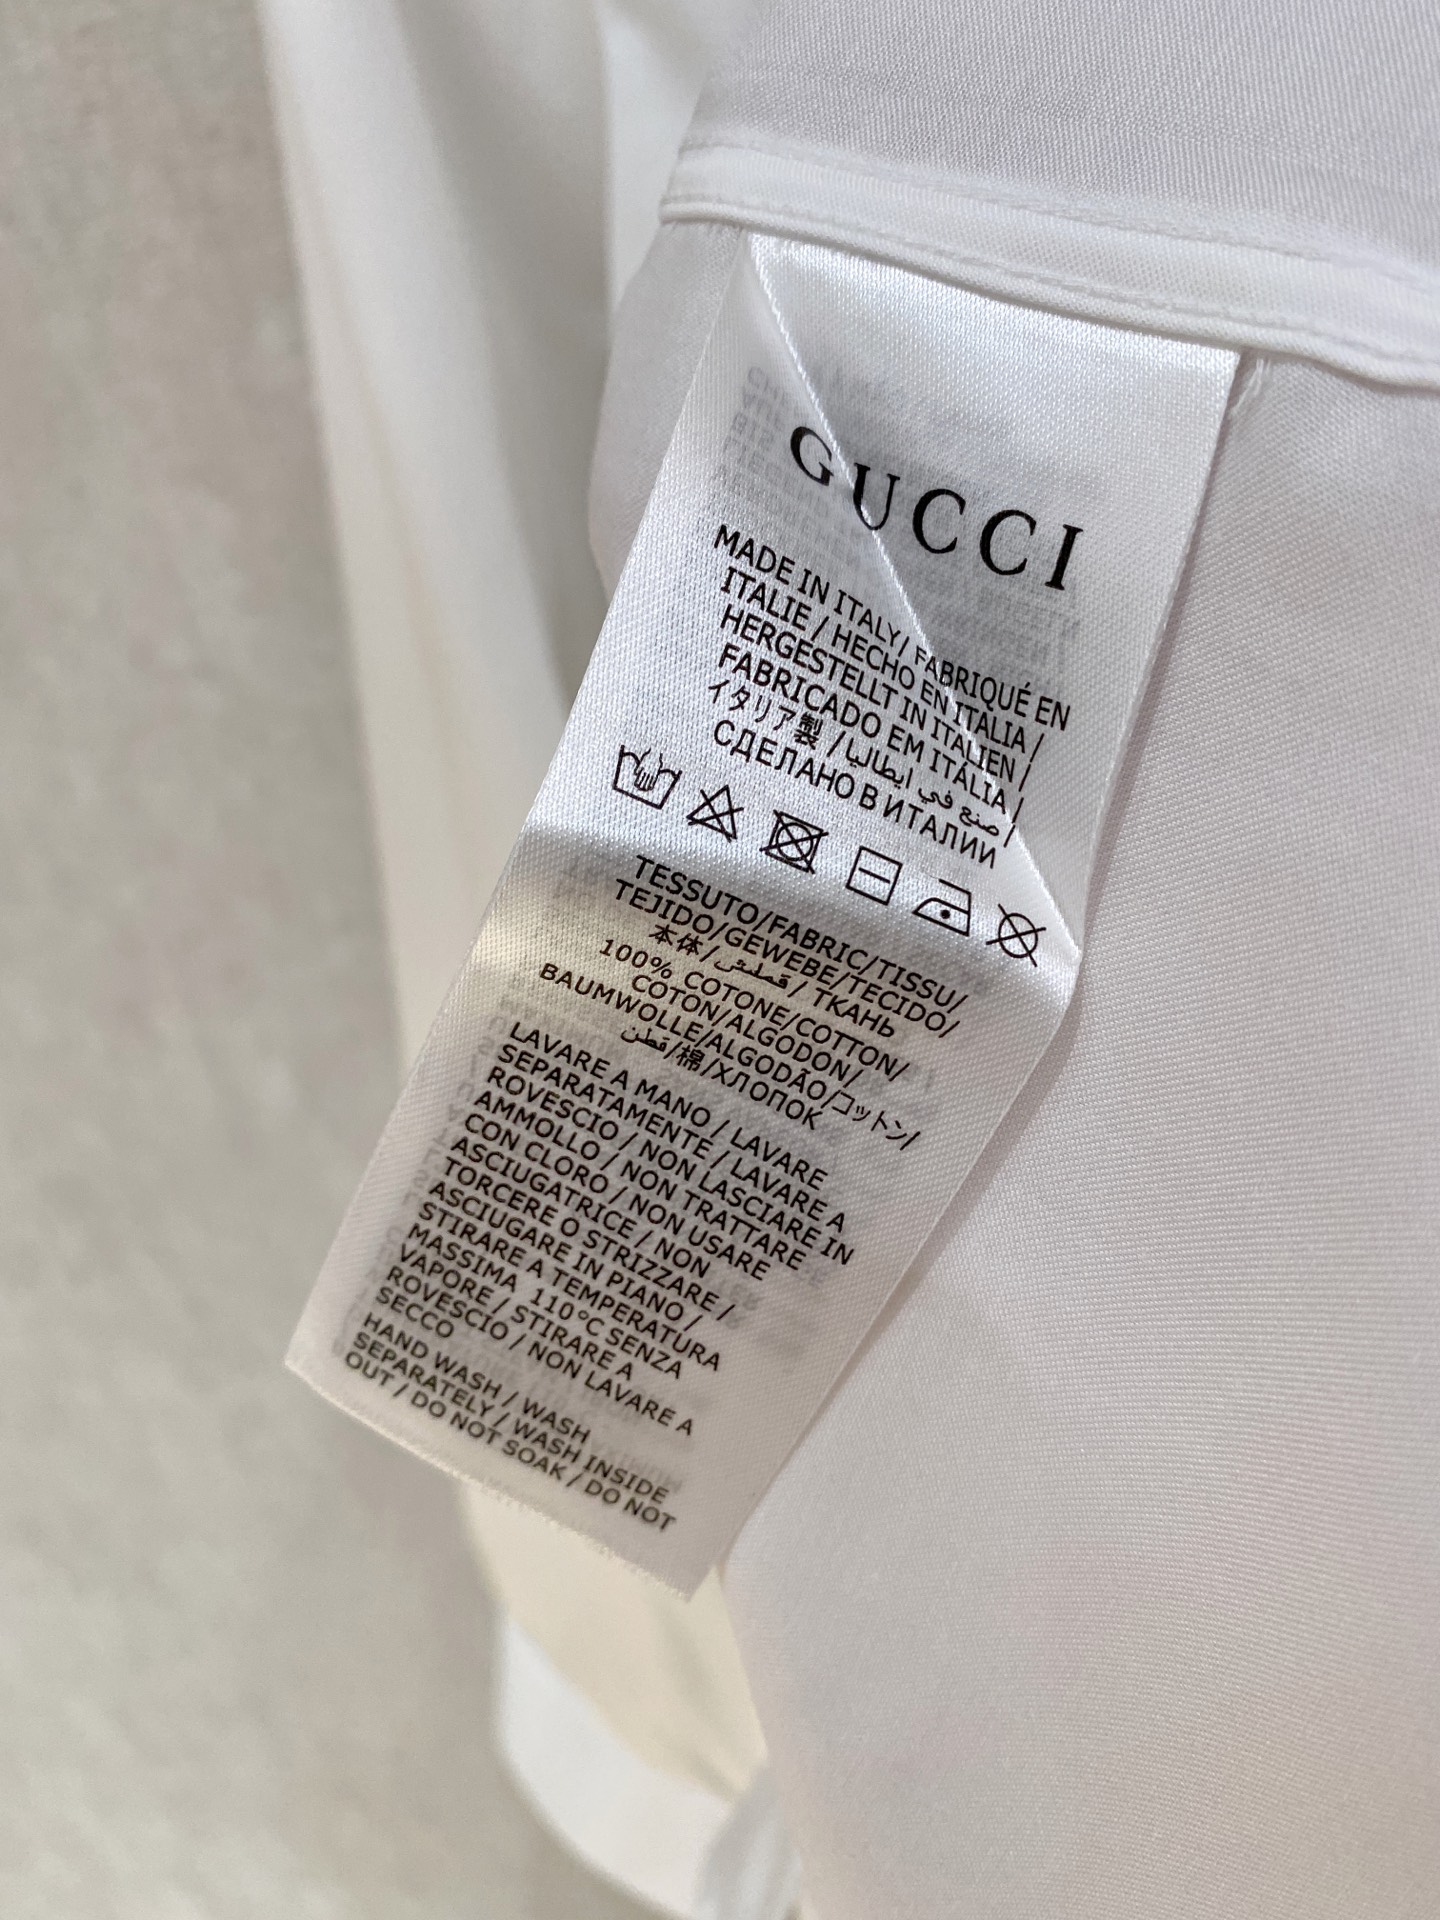 GUCCI
MADE IN ITALY/ FABRIQUÉ EN
ITALIE / HECHO EN ITALIA /
HERGESTELLT IN ITALIEN /
FABRICADO EM ITÁLIA /
イタリア製 / صنع في ايطاليا /
СДЕЛАНО В ИТАЛИИ
TESSUTO/FABRIC/TISSU/
TEJIDO/GEWEBE/TECIDO/
本体/قماش/ ТКАНЬ
100% COTONE/COTTON/
COTON/ALGODON/
BAUMWOLLE/ALGODÃO/コットン/
قطن/棉/ХЛОПОК
LAVARE A MANO / LAVARE
SEPARATAMENTE / LAVARE A
ROVESCIO / NON LASCIARE IN
AMMOLLO / NON TRATTARE
CON CLORO / NON USARE
ASCIUGATRICE / NON
TORCERE O STRIZZARE /
ASCIUGARE IN PIANO /
STIRARE A TEMPERATURA
MASSIMA 110°C SENZA
VAPORE / STIRARE A
ROVESCIO / NON LAVARE A
SECCO
HAND WASH / WASH
SEPARATELY / WASH INSIDE
OUT / DO NOT SOAK / DO NOT